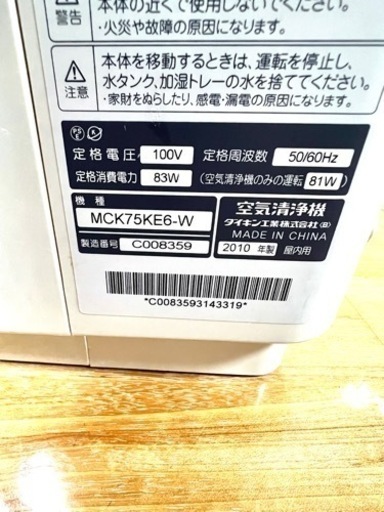 本体の近くで使用しないでください。
警告
・火災や故障の原因になります。
本体を移動するときは、運転を停止し、
水タンク、加湿トレーの水を捨ててください。
注意
・家財をぬらしたり、感電・漏電の原因になります。
PS
E
定格電圧 100V 定格周波数 50/60Hz
定格消費電力 83W (空気清浄機のみの運転 81W)
機種
MCK75KE6-W
空気清浄機
ダイキン工業株式会社
MADE IN CHINA
製造番号 C008359
2010 年製 屋内用
*C0083593143319*